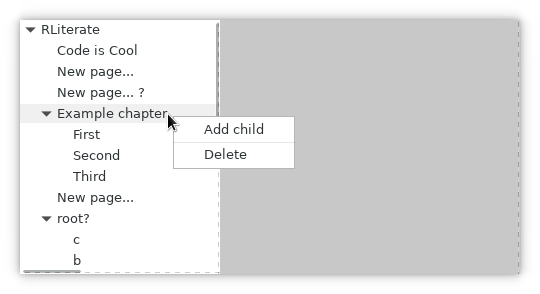 RLiterate
Code is Cool
New page...
New page... ?
Example chapter
Add child
First
Second
Delete
Third
New page...
root?
c
b